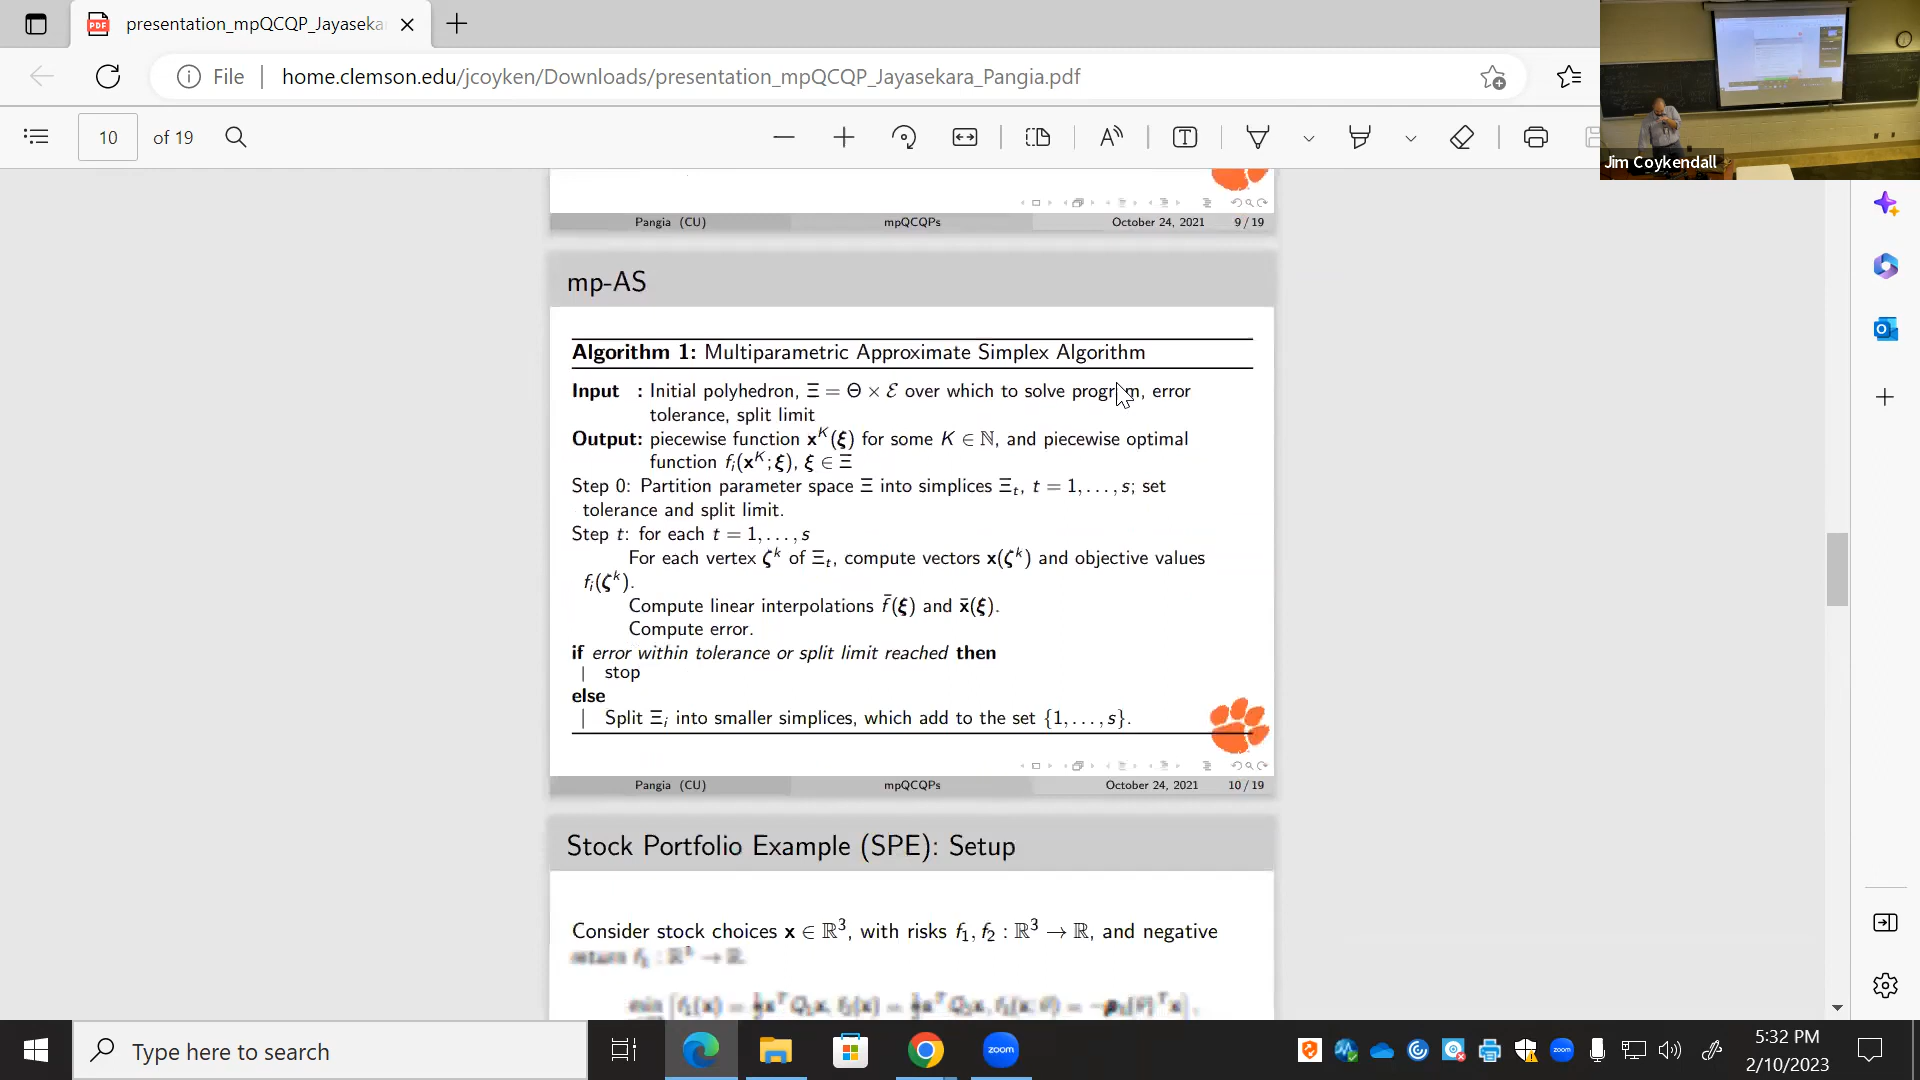 presentation_mpQCQP_Jayaseka
File
home.clemson.edu/jcoyken/Downloads/presentation_mpQCQP_Jayasekara_Pangia.pdf
10 of 19
Jim Coykendall
Pangia (CU) mpQCQPs October 24, 2021 9 / 19
mp-AS
Algorithm 1: Multiparametric Approximate Simplex Algorithm
Input : Initial polyhedron, Ξ = Θ × ℰ over which to solve program, error
tolerance, split limit
Output: piecewise function x^K(ξ) for some K ∈ ℕ, and piecewise optimal
function f_i(x^K; ξ), ξ ∈ Ξ
Step 0: Partition parameter space Ξ into simplices Ξ_t, t = 1, . . . , s; set
tolerance and split limit.
Step t: for each t = 1, . . . , s
For each vertex ζ^k of Ξ_t, compute vectors x(ζ^k) and objective values
f_i(ζ^k).
Compute linear interpolations f̄(ξ) and x̄(ξ).
Compute error.
if error within tolerance or split limit reached then
stop
else
Split Ξ_i into smaller simplices, which add to the set {1, . . . , s}.
Pangia (CU) mpQCQPs October 24, 2021 10 / 19
Stock Portfolio Example (SPE): Setup
Consider stock choices x ∈ ℝ³, with risks f₁, f₂ : ℝ³ → ℝ, and negative
Type here to search
zoom
zoom
5:32 PM
2/10/2023